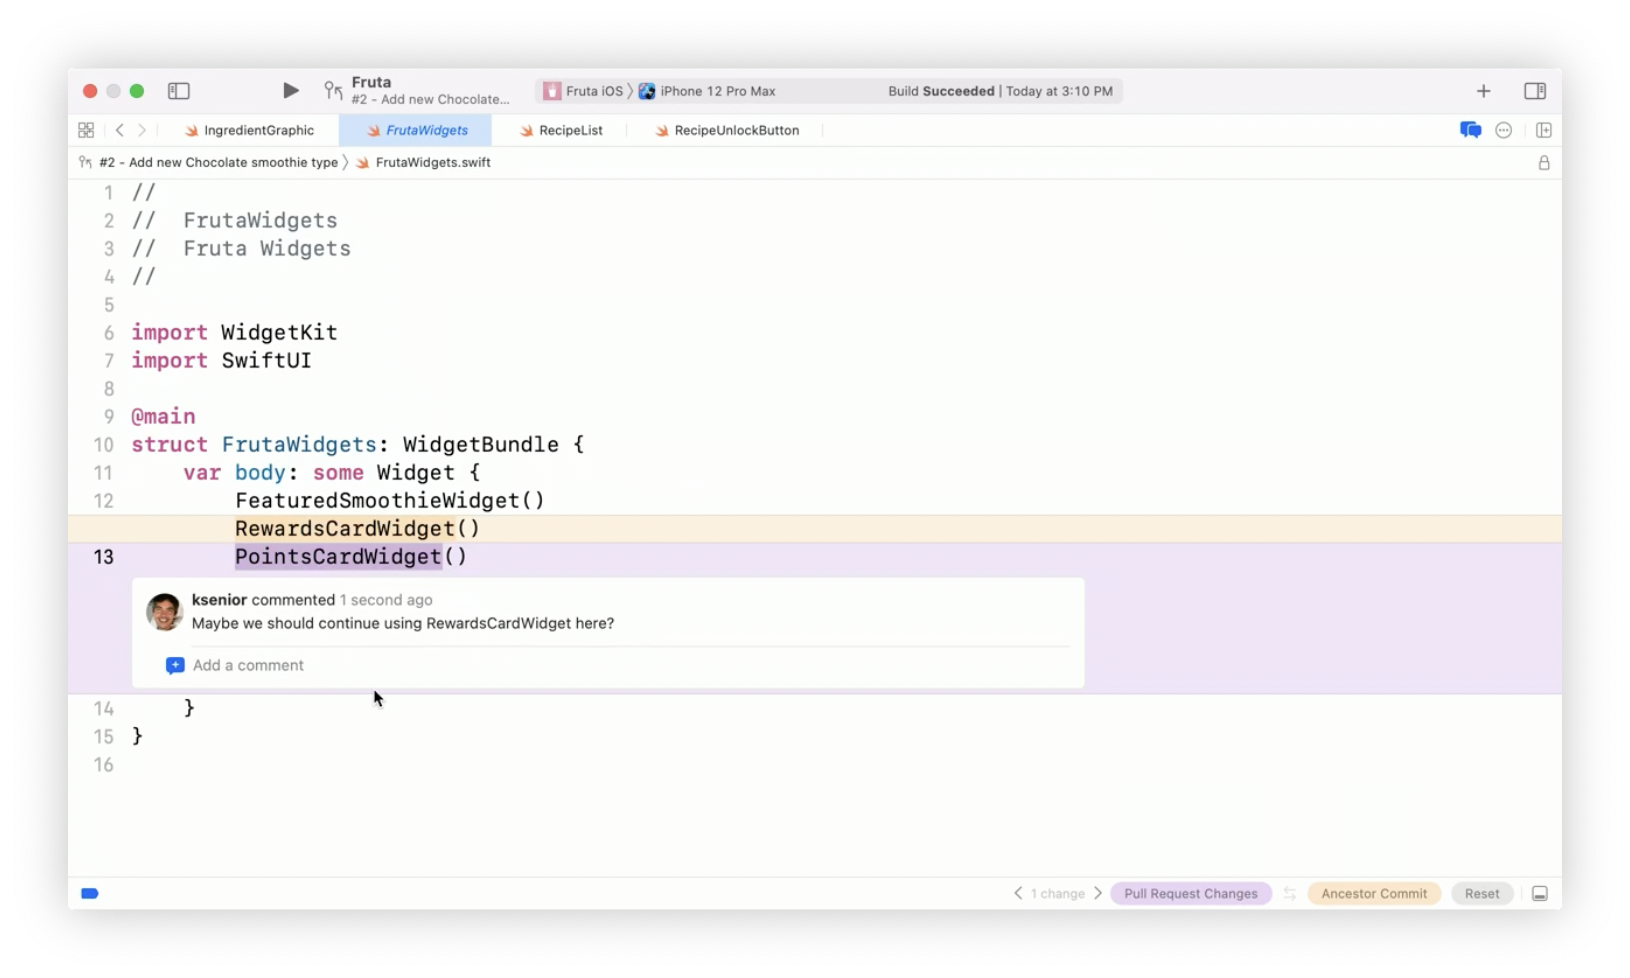 Fruta
#2 - Add new Chocolate...
Fruta iOS 〉 iPhone 12 Pro Max
Build Succeeded | Today at 3:10 PM
IngredientGraphic
FrutaWidgets
RecipeList
RecipeUnlockButton
#2 - Add new Chocolate smoothie type 〉 FrutaWidgets.swift
1 //
2 //  FrutaWidgets
3 //  Fruta Widgets
4 //
5
6 import WidgetKit
7 import SwiftUI
8
9 @main
10 struct FrutaWidgets: WidgetBundle {
11     var body: some Widget {
12         FeaturedSmoothieWidget()
RewardsCardWidget()
13         PointsCardWidget()
ksenior commented 1 second ago
Maybe we should continue using RewardsCardWidget here?
Add a comment
14     }
15 }
16
1 change
Pull Request Changes
Ancestor Commit
Reset